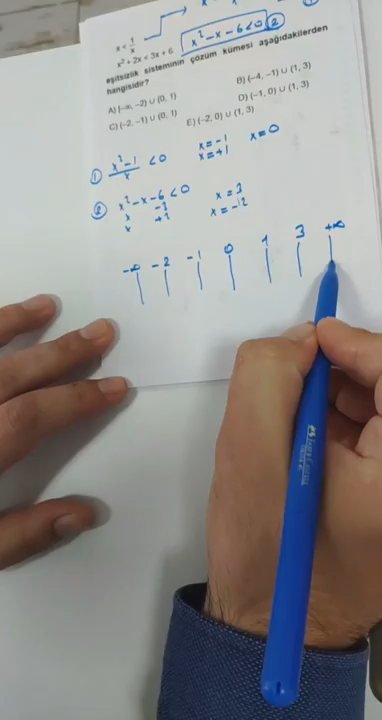 x < 1/x
x² + 2x < 3x + 6
x² - x - 6 < 0 ②
eşitsizlik sisteminin çözüm kümesi aşağıdakilerden
hangisidir?
A) (-∞, -2) ∪ (0, 1)
B) (-4, -1) ∪ (1, 3)
C) (-2, -1) ∪ (0, 1)
D) (-1, 0) ∪ (1, 3)
E) (-2, 0) ∪ (1, 3)
① x²-1/x < 0 x = -1 x = 0
x = +1
② x² - x - 6 < 0 x = 3
x -3 x = -12
x +2
-∞ -2 -1 0 1 3 +∞